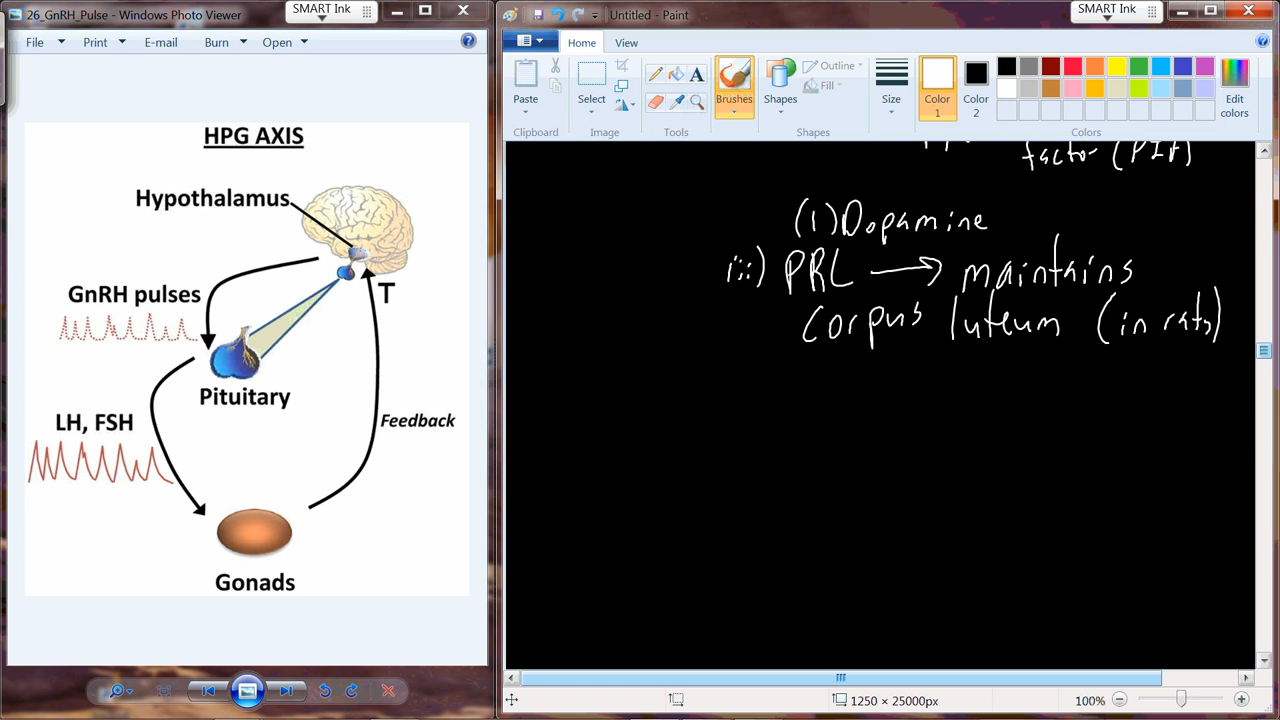 26_GnRH_Pulse - Windows Photo Viewer
SMART Ink
File Print E-mail Burn Open
HPG AXIS
Hypothalamus
GnRH pulses
T
Pituitary
LH, FSH
Feedback
Gonads
Untitled - Paint
SMART Ink
Home View
Paste
Select
Brushes
Shapes
Outline
Fill
Size
Color 1
Color 2
Edit colors
Clipboard
Image
Tools
Shapes
Colors
factor (PIF)
(1) Dopamine
iii) PRL → maintains
corpus luteum (in rats)
1250 × 25000px
100%